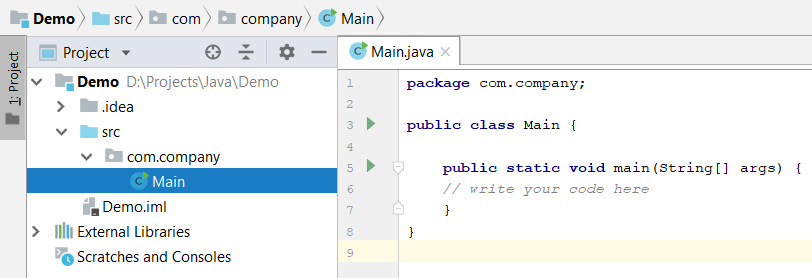 Demo src com company Main
1: Project
Project
Demo D:\Projects\Java\Demo
.idea
src
com.company
Main
Demo.iml
External Libraries
Scratches and Consoles
Main.java
1 package com.company;
2
3 public class Main {
4
5 public static void main(String[] args) {
6 // write your code here
7 }
8 }
9